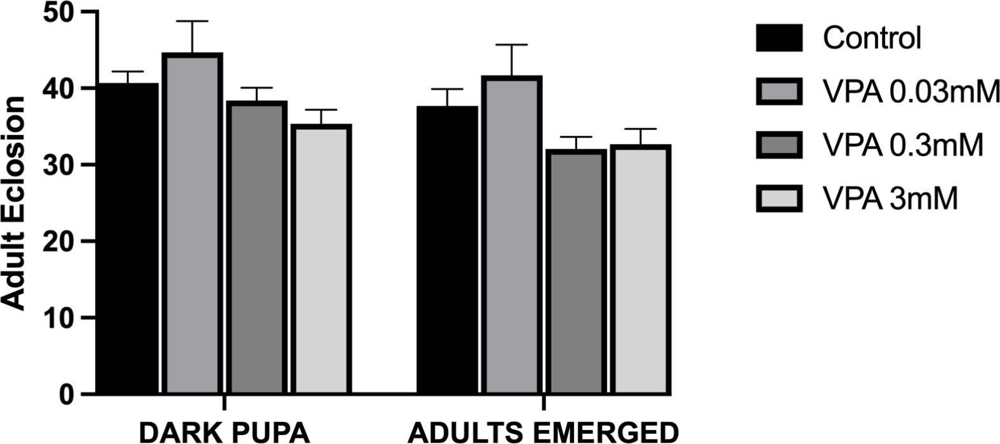 Adult Eclosion
50
40
30
20
10
0
DARK PUPA
ADULTS EMERGED
Control
VPA 0.03mM
VPA 0.3mM
VPA 3mM